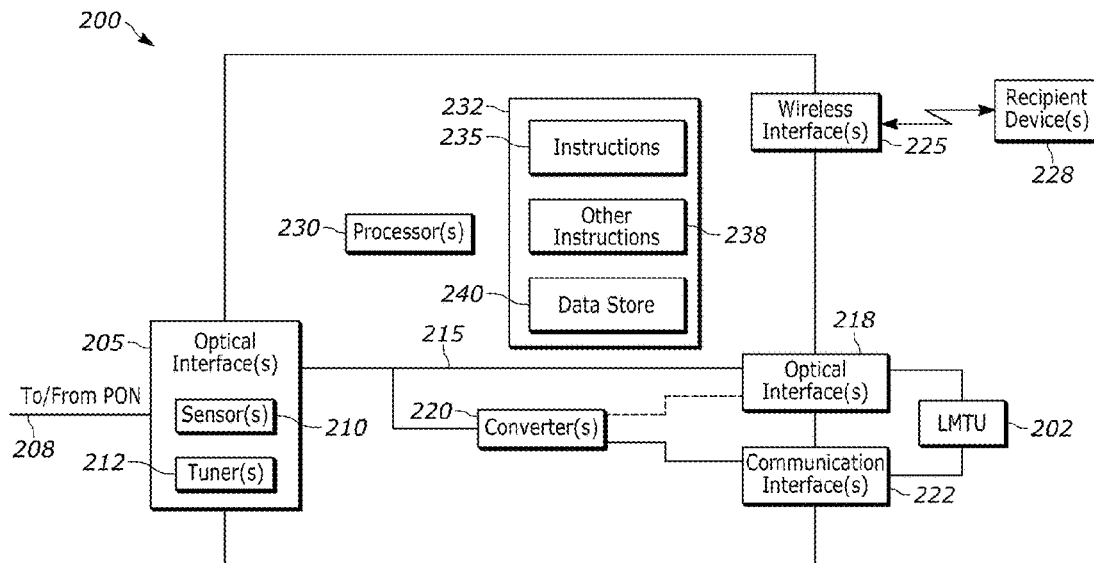 200
232
235
Instructions
Wireless
Interface(s)
225
Recipient
Device(s)
228
230
Processor(s)
Other
Instructions
238
240
Data Store
205
Optical
Interface(s)
215
218
Optical
Interface(s)
To/From PON
208
Sensor(s)
210
212
Tuner(s)
220
Converter(s)
LMTU
202
Communication
Interface(s)
222